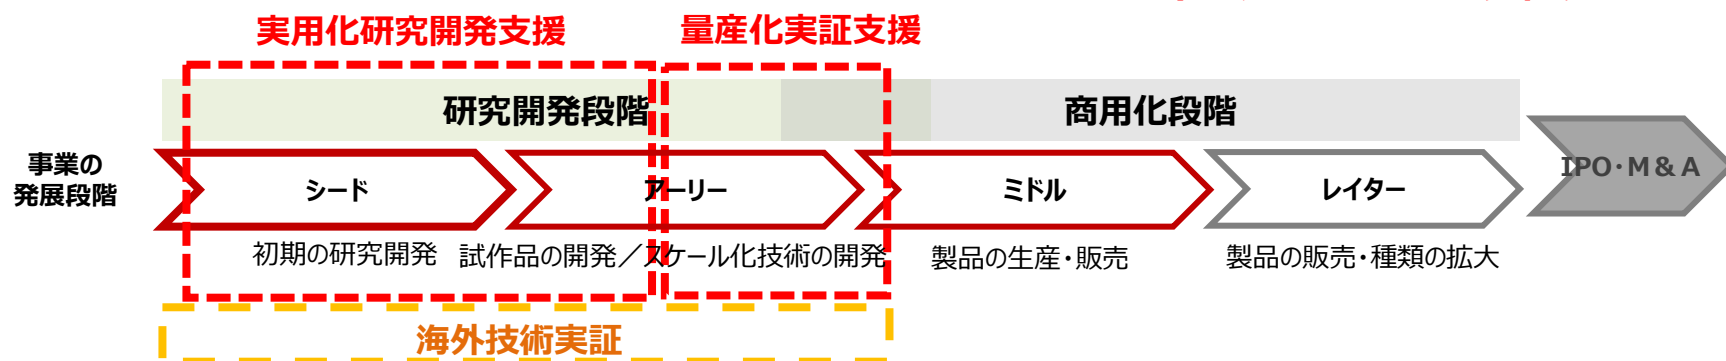 実用化研究開発支援
量産化実証支援
研究開発段階
商用化段階
事業の
発展段階
シード
アーリー
ミドル
レイター
IPO・M&A
初期の研究開発
試作品の開発／スケール化技術の開発
製品の生産・販売
製品の販売・種類の拡大
海外技術実証